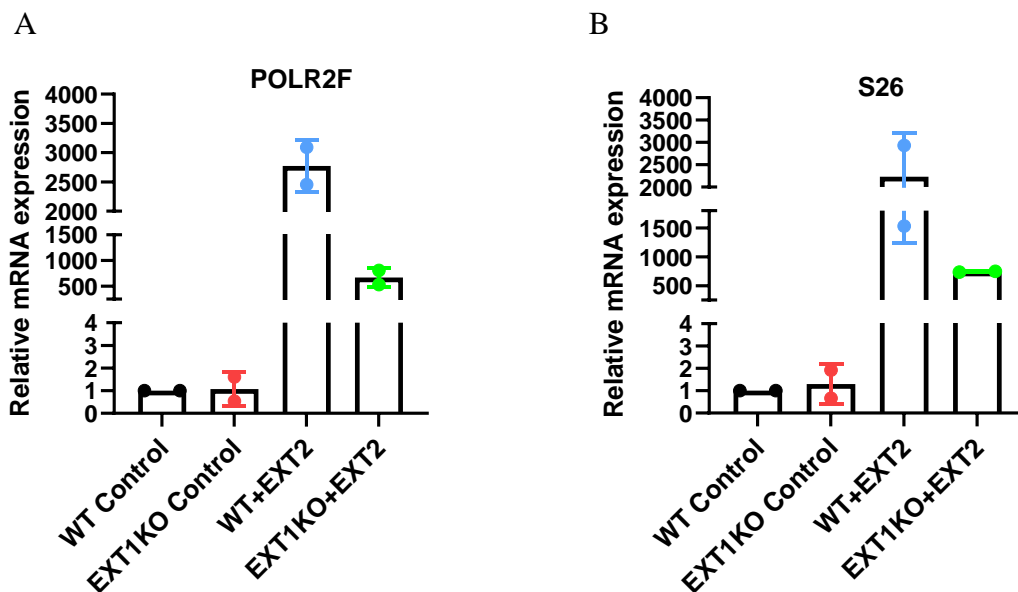 A
POLR2F
Relative mRNA expression
4000
3500
3000
2500
2000
1500
1000
500
4
3
2
1
0
WT Control
EXT1KO Control
WT+EXT2
EXT1KO+EXT2
B
S26
Relative mRNA expression
4000
3500
3000
2500
2000
1500
1000
500
4
3
2
1
0
WT Control
EXT1KO Control
WT+EXT2
EXT1KO+EXT2